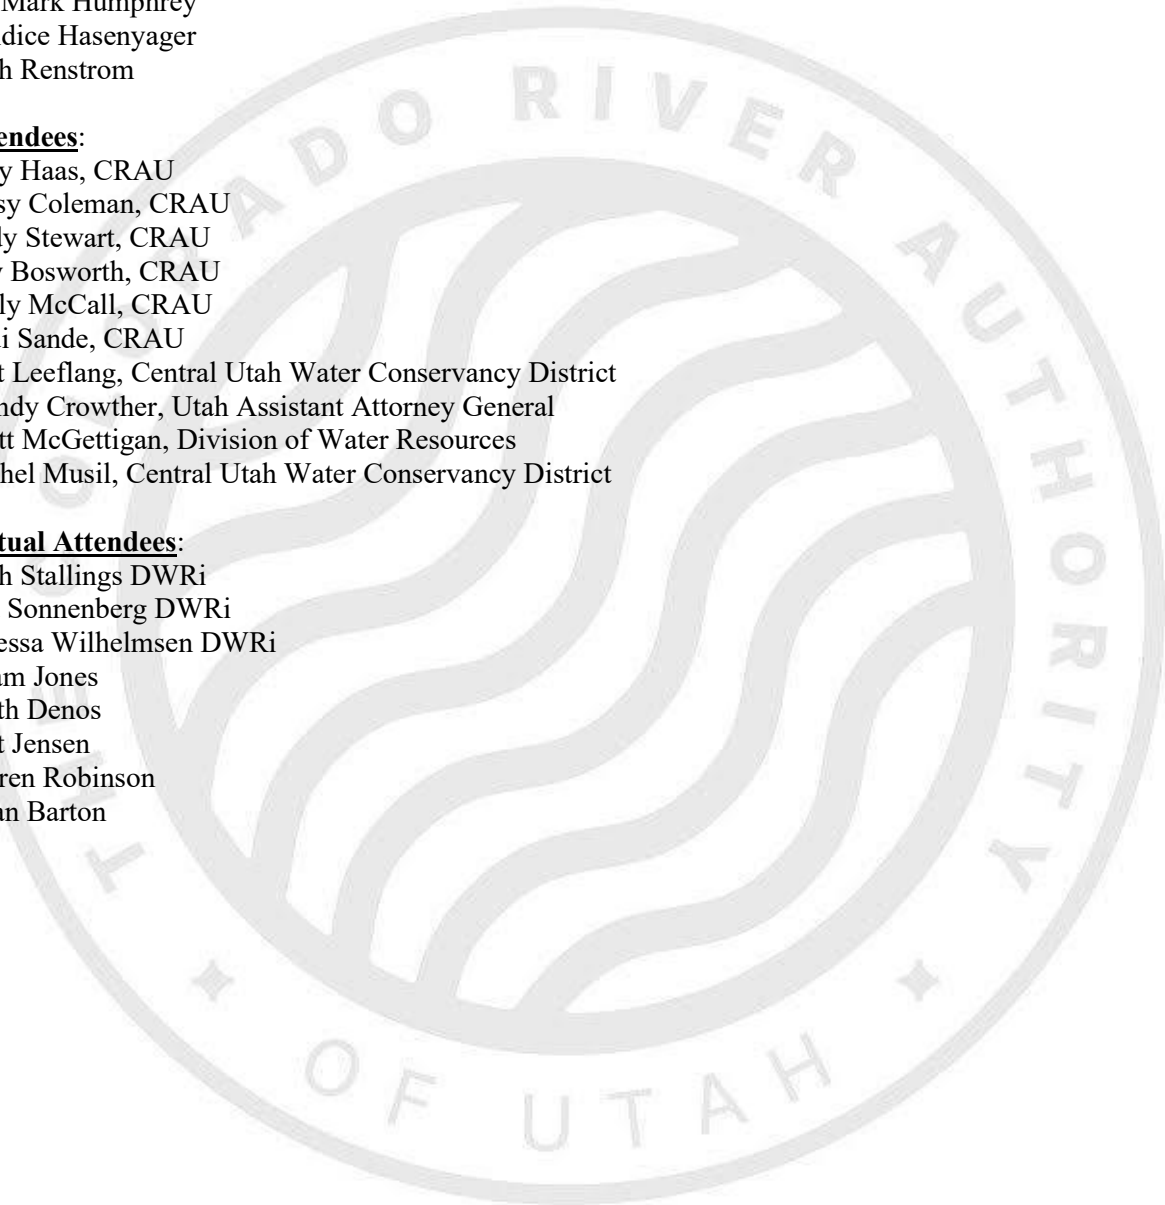 Mark Humphrey
dice Hasenyager
h Renstrom
endees:
y Haas, CRAU
sy Coleman, CRAU
ly Stewart, CRAU
y Bosworth, CRAU
ly McCall, CRAU
i Sande, CRAU
t Leeflang, Central Utah Water Conservancy District
ndy Crowther, Utah Assistant Attorney General
tt McGettigan, Division of Water Resources
hel Musil, Central Utah Water Conservancy District
tual Attendees:
h Stallings DWRi
Sonnenberg DWRi
essa Wilhelmsen DWRi
am Jones
th Denos
t Jensen
ren Robinson
an Barton
THE COLORADO RIVER AUTHORITY
OF UTAH